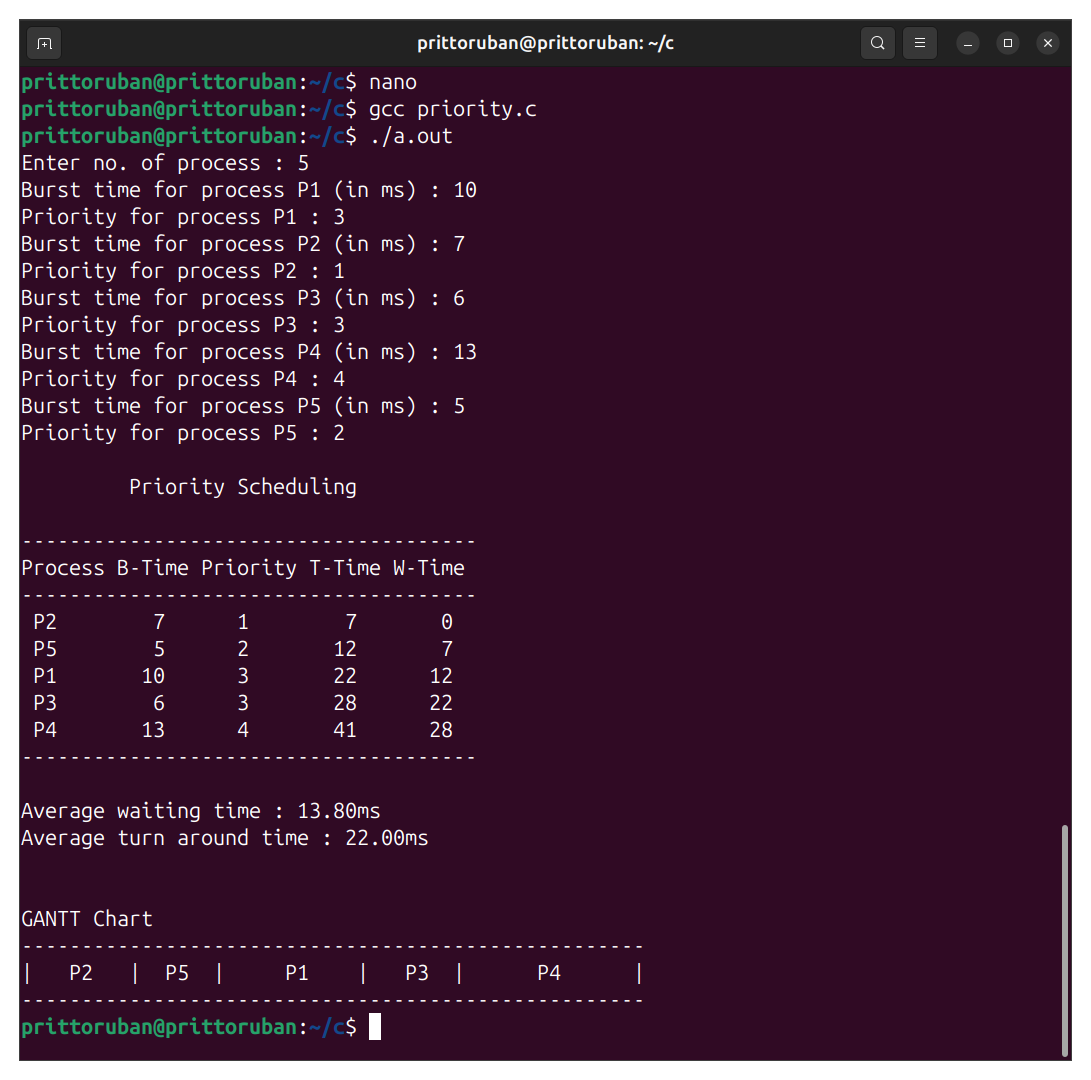 prittoruban@prittoruban: ~/c
prittoruban@prittoruban:~/c$ nano
prittoruban@prittoruban:~/c$ gcc priority.c
prittoruban@prittoruban:~/c$ ./a.out
Enter no. of process : 5
Burst time for process P1 (in ms) : 10
Priority for process P1 : 3
Burst time for process P2 (in ms) : 7
Priority for process P2 : 1
Burst time for process P3 (in ms) : 6
Priority for process P3 : 3
Burst time for process P4 (in ms) : 13
Priority for process P4 : 4
Burst time for process P5 (in ms) : 5
Priority for process P5 : 2
         Priority Scheduling
--------------------------------------
Process B-Time Priority T-Time W-Time
--------------------------------------
 P2        7      1        7       0
 P5        5      2      12       7
 P1       10      3       22      12
 P3        6      3       28      22
 P4       13      4       41      28
--------------------------------------
Average waiting time : 13.80ms
Average turn around time : 22.00ms
GANTT Chart
----------------------------------------------------
|   P2   |  P5  |     P1    |   P3  |      P4      |
----------------------------------------------------
prittoruban@prittoruban:~/c$